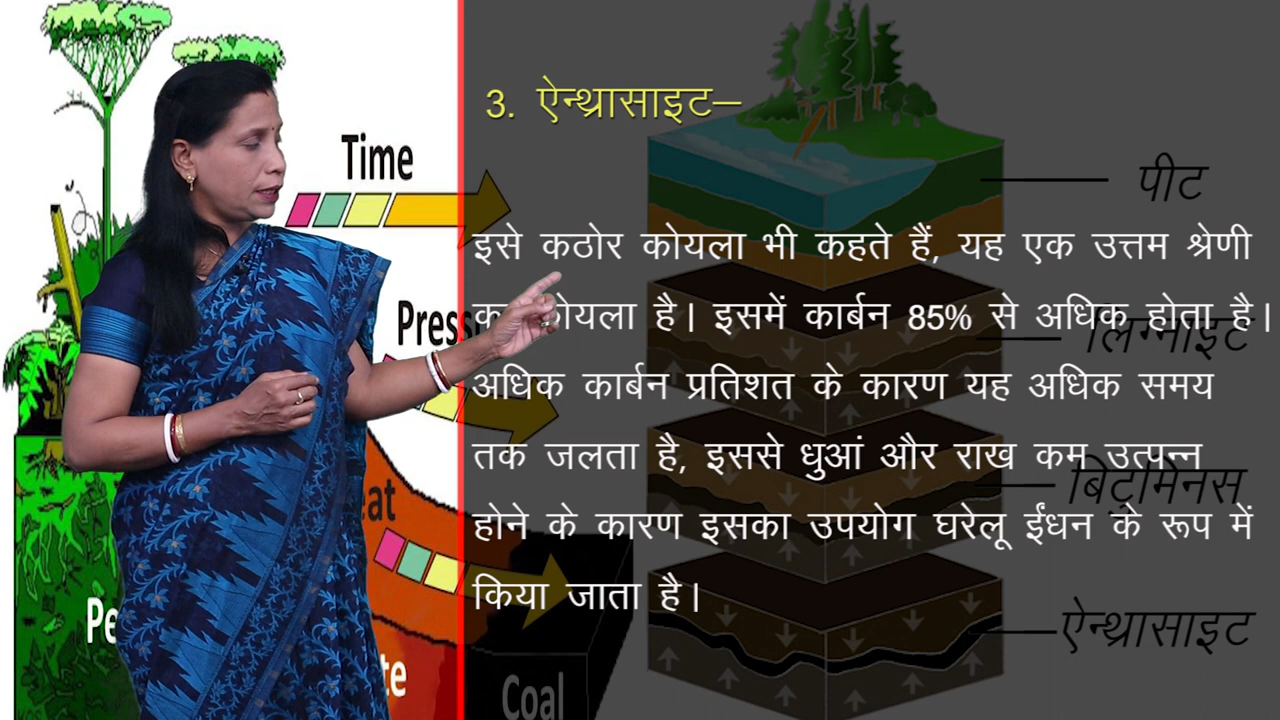 3. ऐन्थ्रासाइट–
इसे कठोर कोयला भी कहते हैं, यह एक उत्तम श्रेणी
कोयला है। इसमें कार्बन 85% से अधिक होता है।
अधिक कार्बन प्रतिशत के कारण यह अधिक समय
तक जलता है, इससे धुआं और राख कम उत्पन्न
होने के कारण इसका उपयोग घरेलू ईंधन के रूप में
किया जाता है।
Time
पीट
लिग्नाइट
बिटुमिनस
ऐन्थ्रासाइट
Coal